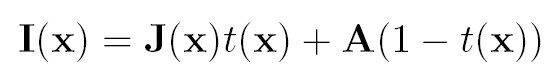 I(x) = J(x)t(x) + A(1 − t(x))